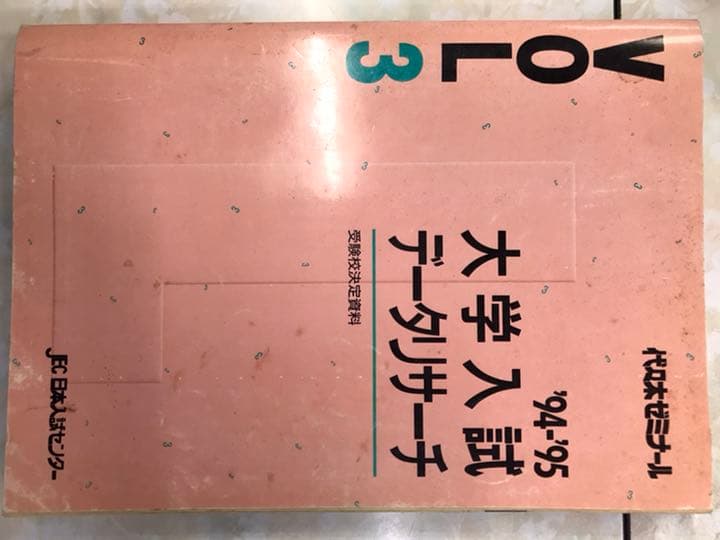 代々木ゼミナール
VOL
3
'94-'95
大学入試
データリサーチ
受験校決定資料
JEC 日本入試センター